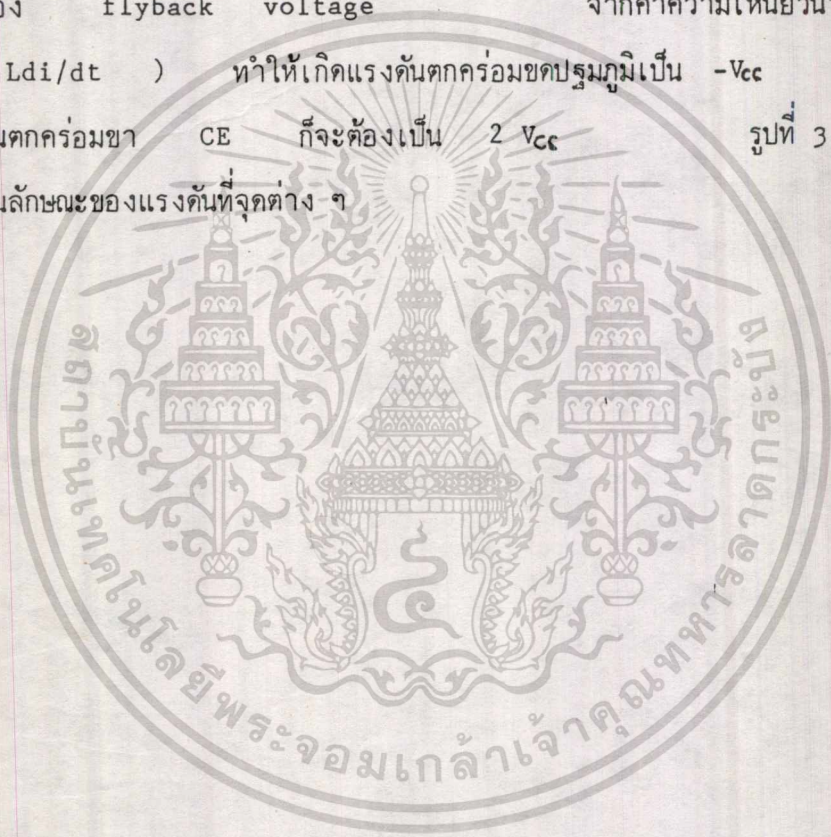 flyback voltage
Ldi/dt ) ทำให้เกิดแรงดันตกคร่อมขดปฐมภูมิเป็น -Vcc
ตกคร่อมขา CE ก็จะต้องเป็น 2 Vcc รูปที่ 3
ลักษณะของแรงดันที่จุดต่าง ๆ
สถาบันเทคโนโลยีพระจอมเกล้าเจ้าคุณทหารลาดกระบัง